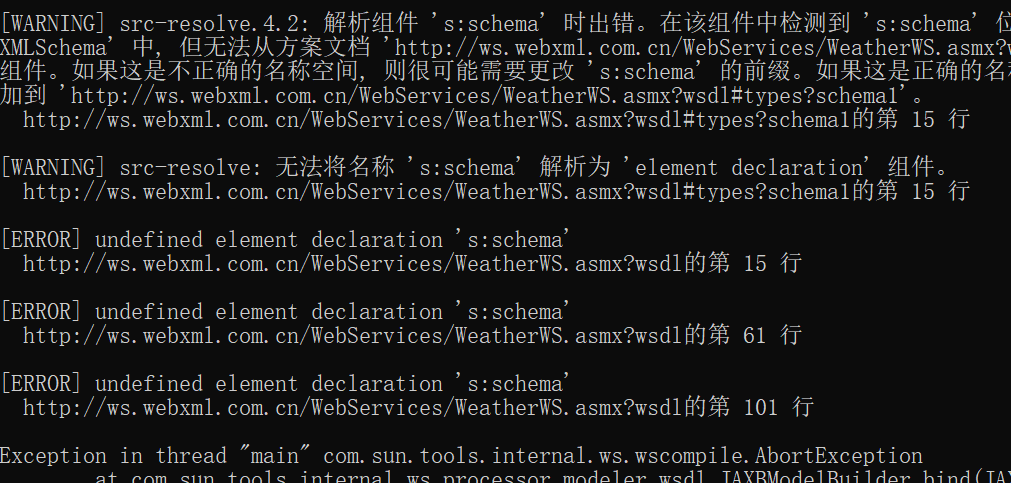 [WARNING] src-resolve.4.2: 解析组件 's:schema' 时出错。在该组件中检测到 's:schema' 位
XMLSchema' 中, 但无法从方案文档 'http://ws.webxml.com.cn/WebServices/WeatherWS.asmx?w
组件。如果这是不正确的名称空间, 则很可能需要更改 's:schema' 的前缀。如果这是正确的名称
加到 'http://ws.webxml.com.cn/WebServices/WeatherWS.asmx?wsdl#types?schema1'。
http://ws.webxml.com.cn/WebServices/WeatherWS.asmx?wsdl#types?schema1的第 15 行
[WARNING] src-resolve: 无法将名称 's:schema' 解析为 'element declaration' 组件。
http://ws.webxml.com.cn/WebServices/WeatherWS.asmx?wsdl#types?schema1的第 15 行
[ERROR] undefined element declaration 's:schema'
http://ws.webxml.com.cn/WebServices/WeatherWS.asmx?wsdl的第 15 行
[ERROR] undefined element declaration 's:schema'
http://ws.webxml.com.cn/WebServices/WeatherWS.asmx?wsdl的第 61 行
[ERROR] undefined element declaration 's:schema'
http://ws.webxml.com.cn/WebServices/WeatherWS.asmx?wsdl的第 101 行
Exception in thread "main" com.sun.tools.internal.ws.wscompile.AbortException
at com.sun.tools.internal.ws.processor.modeler.wsdl.JAXBModelBuilder.bind(JAX